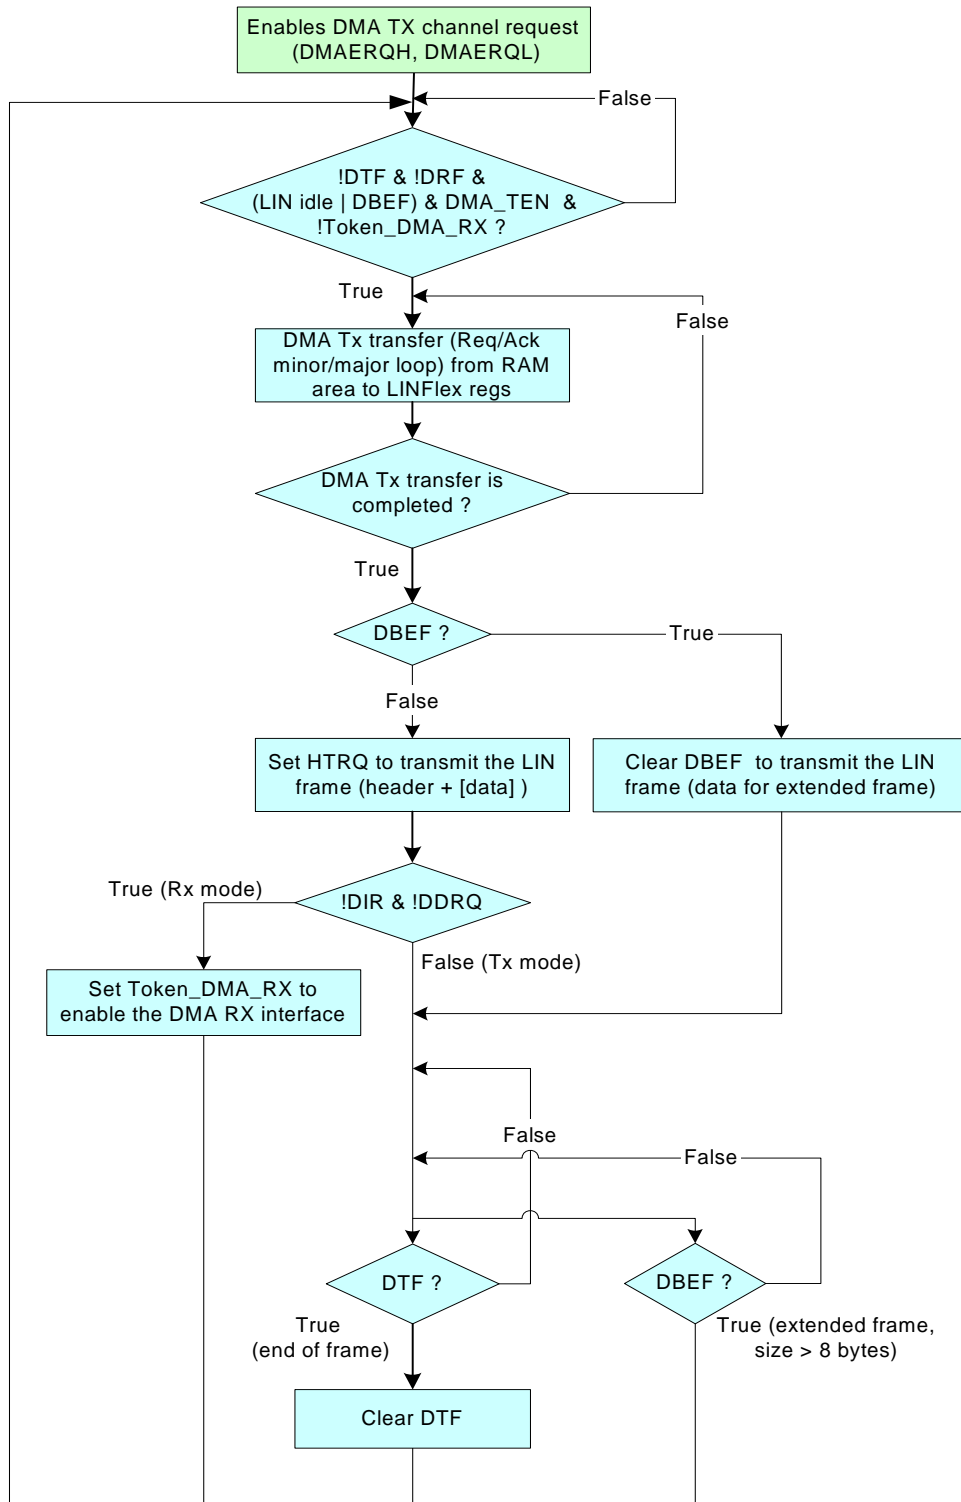 Enables DMA TX channel request
(DMAERQH, DMAERQL)
False
!DTF & !DRF &
(LIN idle | DBEF) & DMA_TEN &
!Token_DMA_RX ?
True
False
DMA Tx transfer (Req/Ack
minor/major loop) from RAM
area to LINFlex regs
DMA Tx transfer is
completed ?
True
DBEF ?
True
False
Set HTRQ to transmit the LIN
frame (header + [data] )
Clear DBEF to transmit the LIN
frame (data for extended frame)
True (Rx mode)
!DIR & !DDRQ
False (Tx mode)
Set Token_DMA_RX to
enable the DMA RX interface
False
False
DTF ?
DBEF ?
True
(end of frame)
True (extended frame,
size > 8 bytes)
Clear DTF